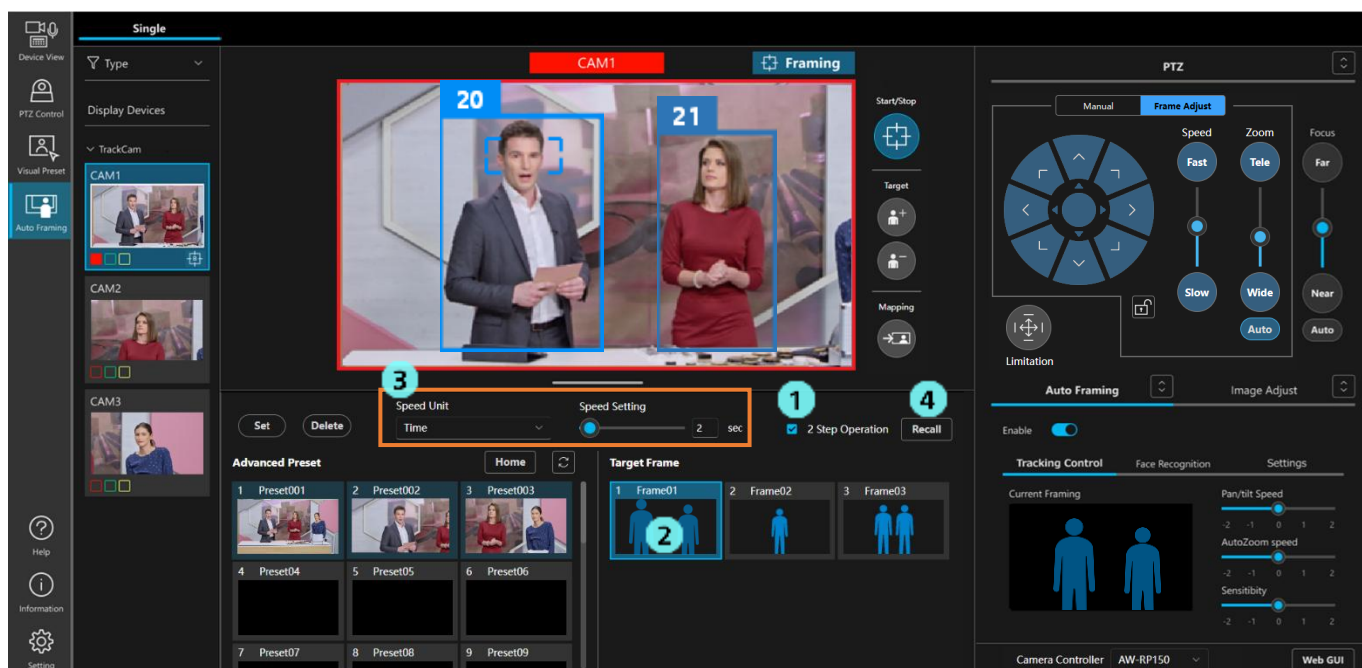 Single
Device View
PTZ Control
Visual Preset
Auto Framing
Help
Information
Setting
Type
Display Devices
TrackCam
CAM1
CAM2
CAM3
CAM1
Framing
20
21
Start/Stop
Target
Mapping
3
Set
Delete
Speed Unit
Time
Speed Setting
2
sec
1
2 Step Operation
4
Recall
Advanced Preset
Home
1 Preset001
2 Preset002
3 Preset003
4 Preset04
5 Preset05
6 Preset06
7 Preset07
8 Preset08
9 Preset09
Target Frame
1 Frame01
2 Frame02
3 Frame03
2
PTZ
Manual
Frame Adjust
Speed
Zoom
Focus
Fast
Tele
Far
Slow
Wide
Near
Auto
Auto
Limitation
Auto Framing
Image Adjust
Enable
Tracking Control
Face Recognition
Settings
Current Framing
Pan/tilt Speed
-2 -1 0 1 2
AutoZoom speed
-2 -1 0 1 2
Sensitibity
-2 -1 0 1 2
Camera Controller
AW-RP150
Web GUI